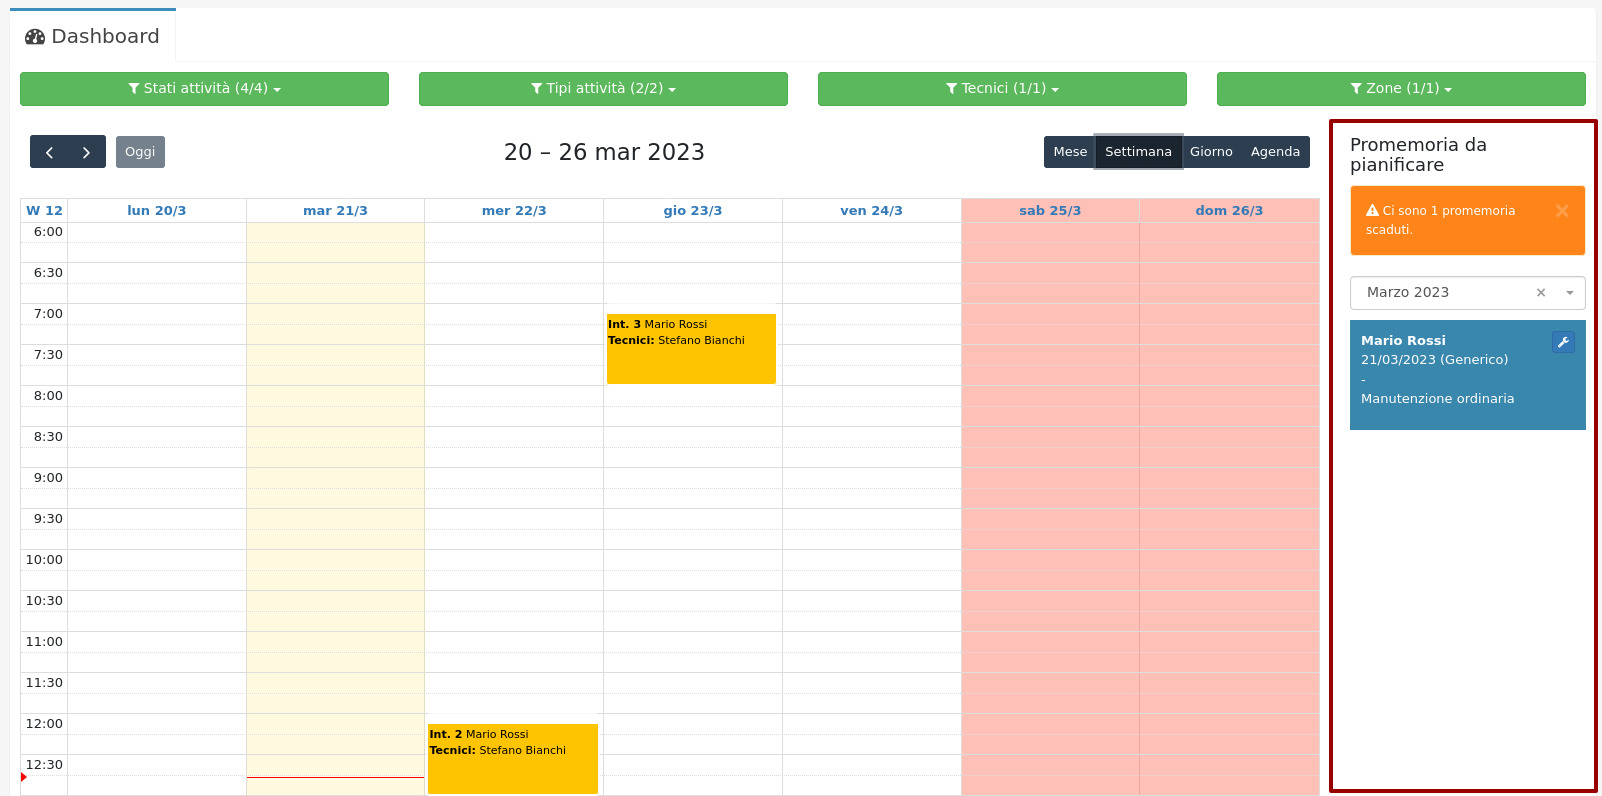 Dashboard
Stati attività (4/4)
Tipi attività (2/2)
Tecnici (1/1)
Zone (1/1)
Oggi
20 – 26 mar 2023
Mese
Settimana
Giorno
Agenda
W 12
lun 20/3
mar 21/3
mer 22/3
gio 23/3
ven 24/3
sab 25/3
dom 26/3
6:00
6:30
7:00
7:30
8:00
8:30
9:00
9:30
10:00
10:30
11:00
11:30
12:00
12:30
Int. 3 Mario Rossi
Tecnici: Stefano Bianchi
Int. 2 Mario Rossi
Tecnici: Stefano Bianchi
Promemoria da
pianificare
Ci sono 1 promemoria
scaduti.
×
Marzo 2023
×
Mario Rossi
21/03/2023 (Generico)
-
Manutenzione ordinaria